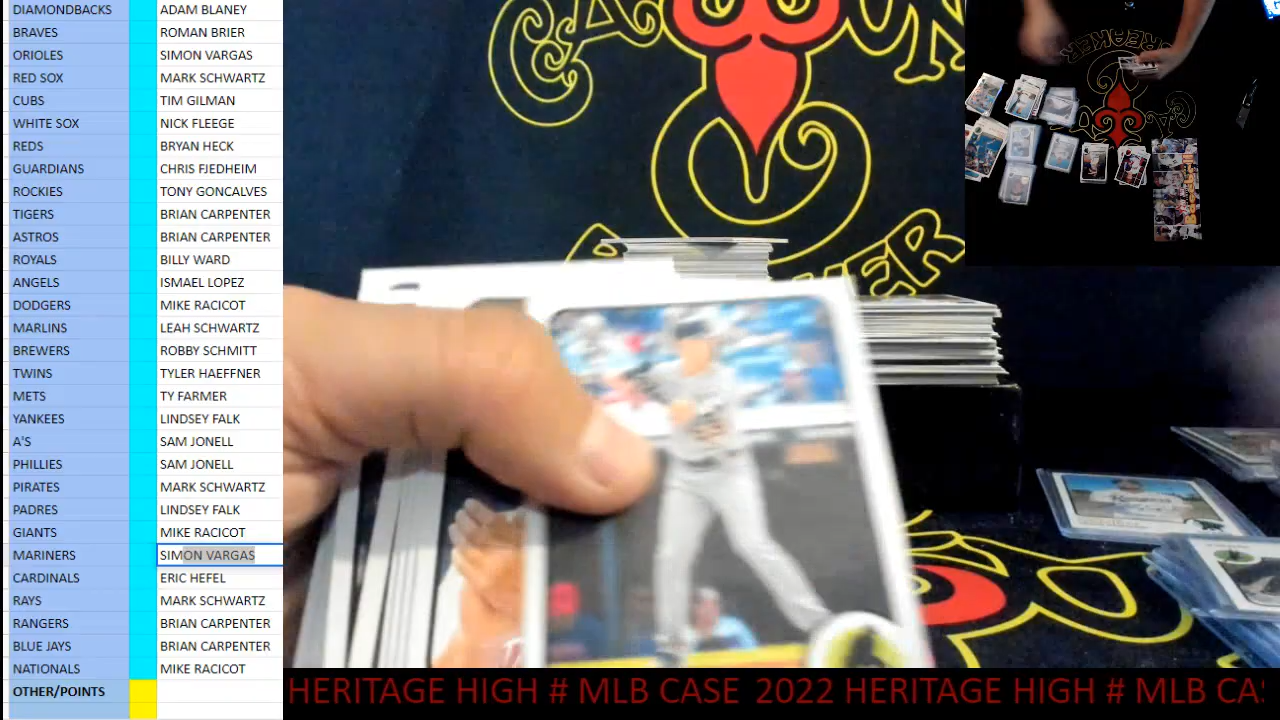 DIAMONDBACKS ADAM BLANEY
BRAVES ROMAN BRIER
ORIOLES SIMON VARGAS
RED SOX MARK SCHWARTZ
CUBS TIM GILMAN
WHITE SOX NICK FLEEGE
REDS BRYAN HECK
GUARDIANS CHRIS FJEDHEIM
ROCKIES TONY GONCALVES
TIGERS BRIAN CARPENTER
ASTROS BRIAN CARPENTER
ROYALS BILLY WARD
ANGELS ISMAEL LOPEZ
DODGERS MIKE RACICOT
MARLINS LEAH SCHWARTZ
BREWERS ROBBY SCHMITT
TWINS TYLER HAEFFNER
METS TY FARMER
YANKEES LINDSEY FALK
A'S SAM JONELL
PHILLIES SAM JONELL
PIRATES MARK SCHWARTZ
PADRES LINDSEY FALK
GIANTS MIKE RACICOT
MARINERS SIMON VARGAS
CARDINALS ERIC HEFEL
RAYS MARK SCHWARTZ
RANGERS BRIAN CARPENTER
BLUE JAYS BRIAN CARPENTER
NATIONALS MIKE RACICOT
OTHER/POINTS
HERITAGE HIGH # MLB CASE 2022 HERITAGE HIGH # MLB
BREAKER